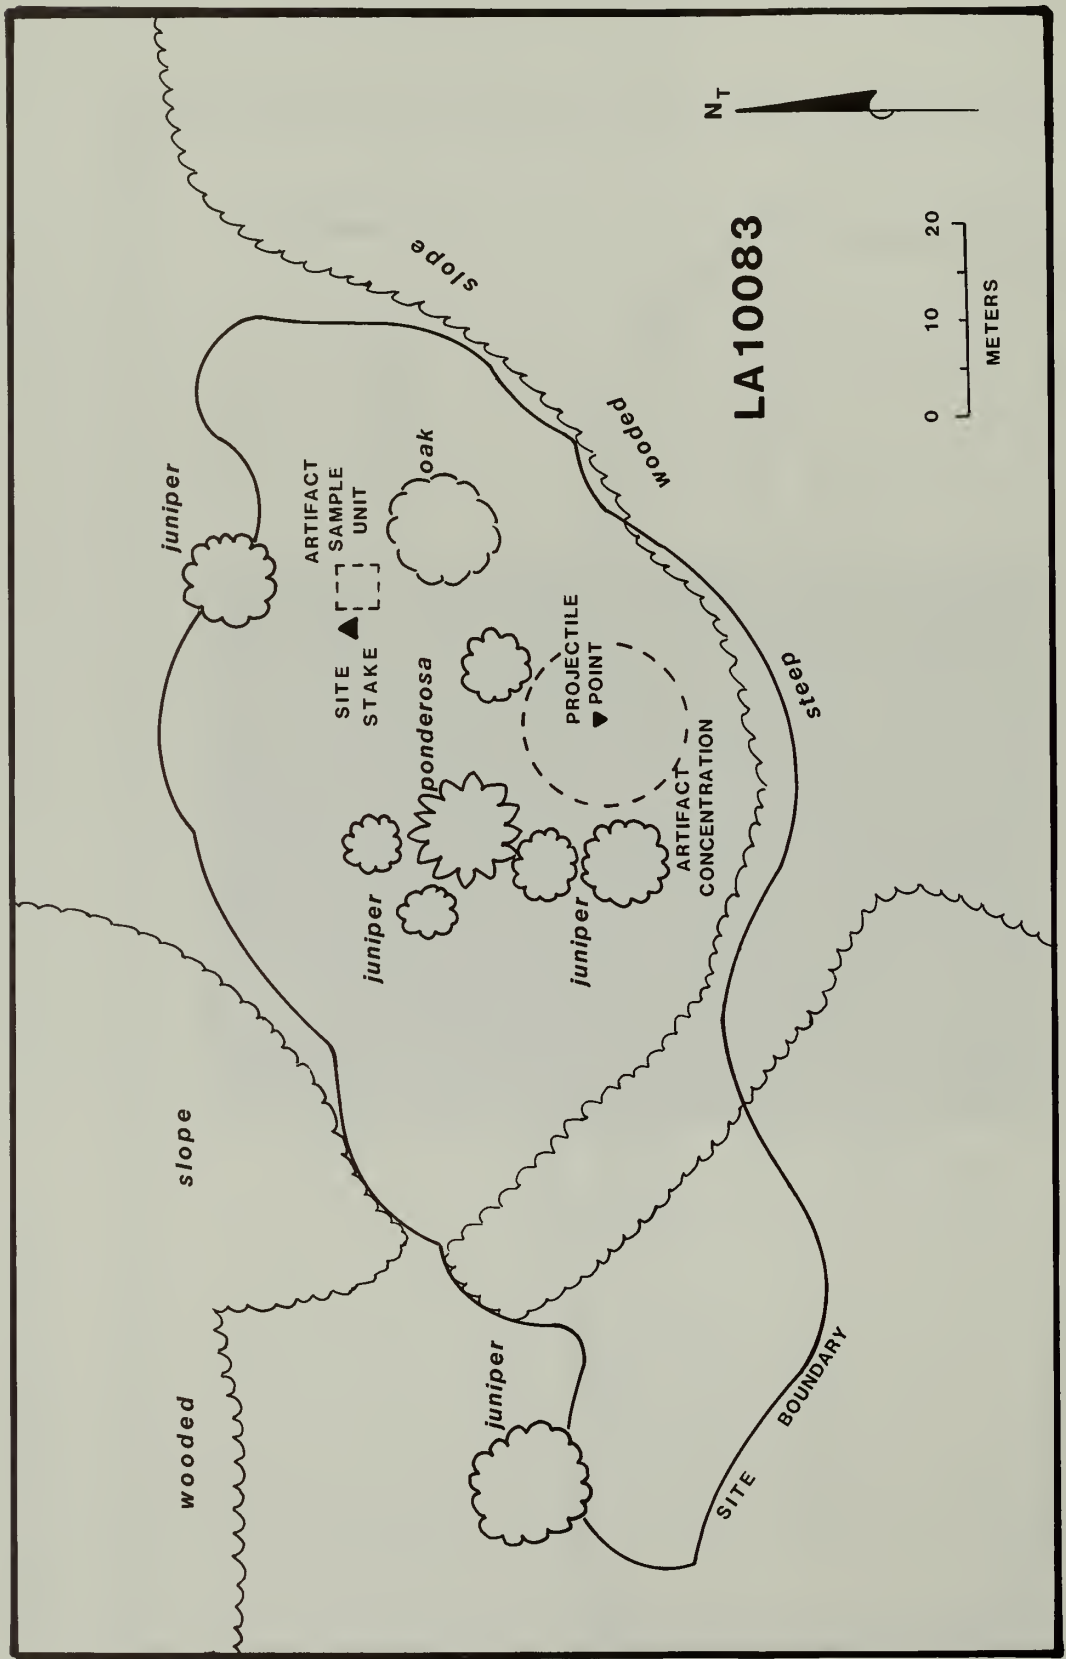 wooded
slope
juniper
juniper
juniper
juniper
ponderosa
SITE
STAKE
ARTIFACT
SAMPLE
UNIT
oak
PROJECTILE
POINT
ARTIFACT
CONCENTRATION
steep
wooded
slope
SITE BOUNDARY
LA10083
NT
0 10 20
METERS